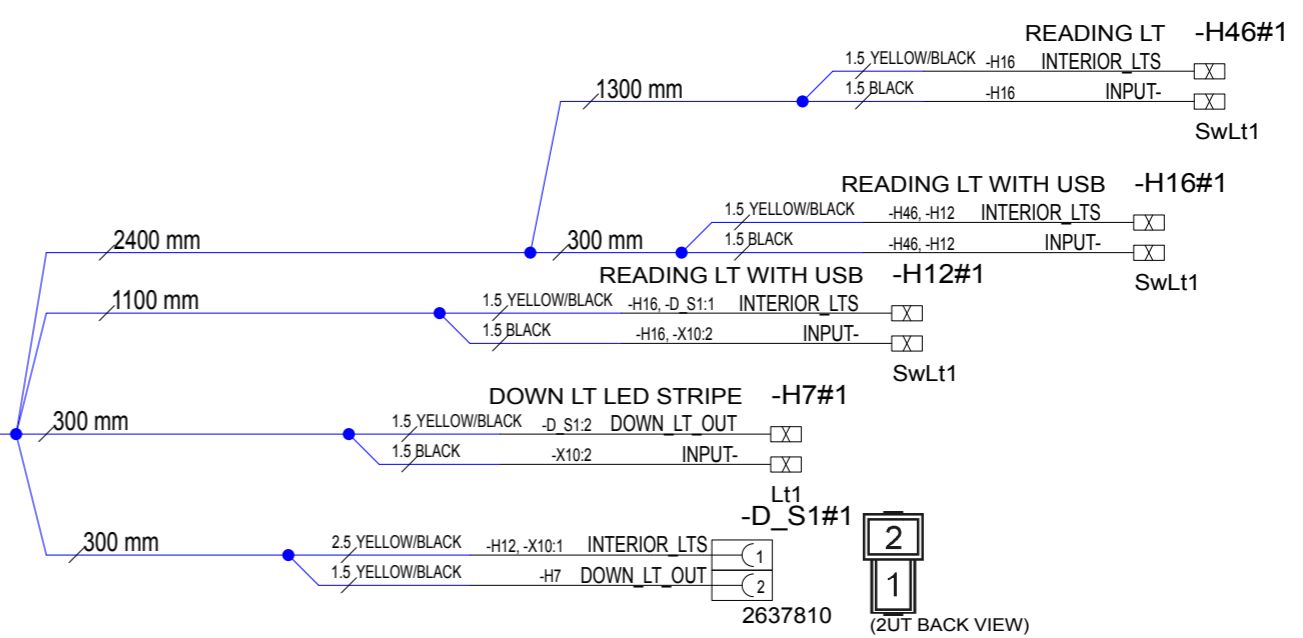 READING LT -H46#1
1.5 YELLOW/BLACK -H16 INTERIOR_LTS X
1300 mm
1.5 BLACK -H16 INPUT- X
SwLt1
READING LT WITH USB -H16#1
1.5 YELLOW/BLACK -H46, -H12 INTERIOR_LTS X
2400 mm 300 mm 1.5 BLACK -H46, -H12 INPUT- X
SwLt1
READING LT WITH USB -H12#1
1100 mm 1.5 YELLOW/BLACK -H16, -D_S1:1 INTERIOR_LTS X
1.5 BLACK -H16, -X10:2 INPUT- X
SwLt1
DOWN LT LED STRIPE -H7#1
300 mm 1.5 YELLOW/BLACK -D_S1:2 DOWN_LT_OUT X
1.5 BLACK -X10:2 INPUT- X
Lt1
-D_S1#1
300 mm 2.5 YELLOW/BLACK -H12, -X10:1 INTERIOR_LTS 1
1.5 YELLOW/BLACK -H7 DOWN_LT_OUT 2
2637810
2
1
(2UT BACK VIEW)